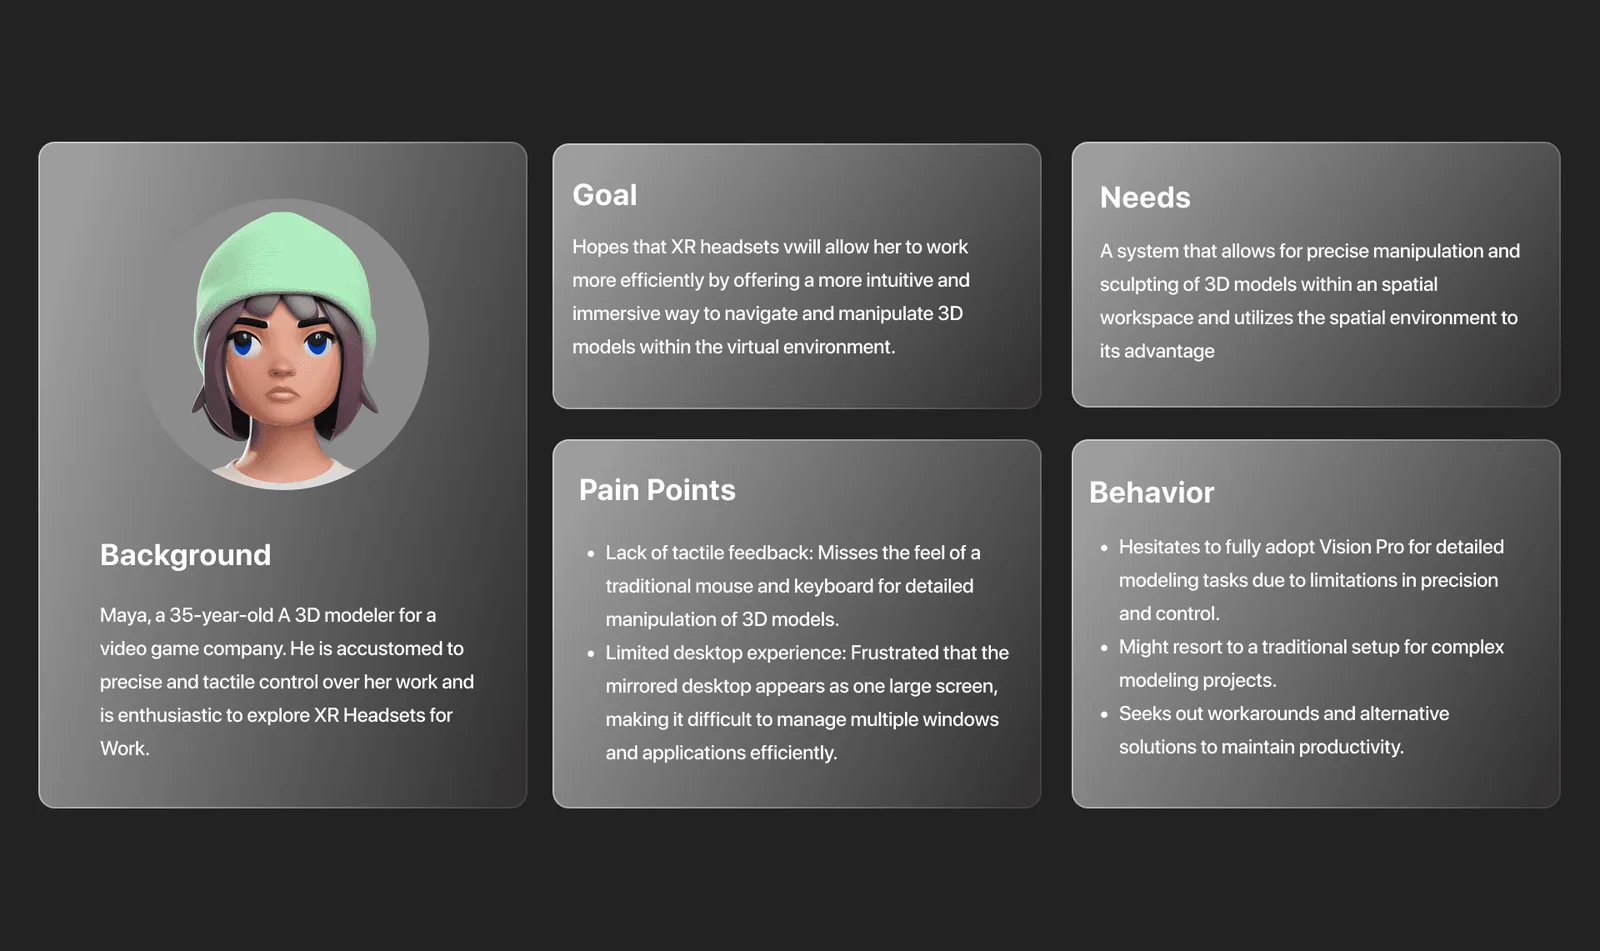 Background
Maya, a 35-year-old A 3D modeler for a
video game company. He is accustomed to
precise and tactile control over her work and
is enthusiastic to explore XR Headsets for
Work.
Goal
Hopes that XR headsets vwill allow her to work
more efficiently by offering a more intuitive and
immersive way to navigate and manipulate 3D
models within the virtual environment.
Needs
A system that allows for precise manipulation and
sculpting of 3D models within an spatial
workspace and utilizes the spatial environment to
its advantage
Pain Points
• Lack of tactile feedback: Misses the feel of a
traditional mouse and keyboard for detailed
manipulation of 3D models.
• Limited desktop experience: Frustrated that the
mirrored desktop appears as one large screen,
making it difficult to manage multiple windows
and applications efficiently.
Behavior
• Hesitates to fully adopt Vision Pro for detailed
modeling tasks due to limitations in precision
and control.
• Might resort to a traditional setup for complex
modeling projects.
• Seeks out workarounds and alternative
solutions to maintain productivity.